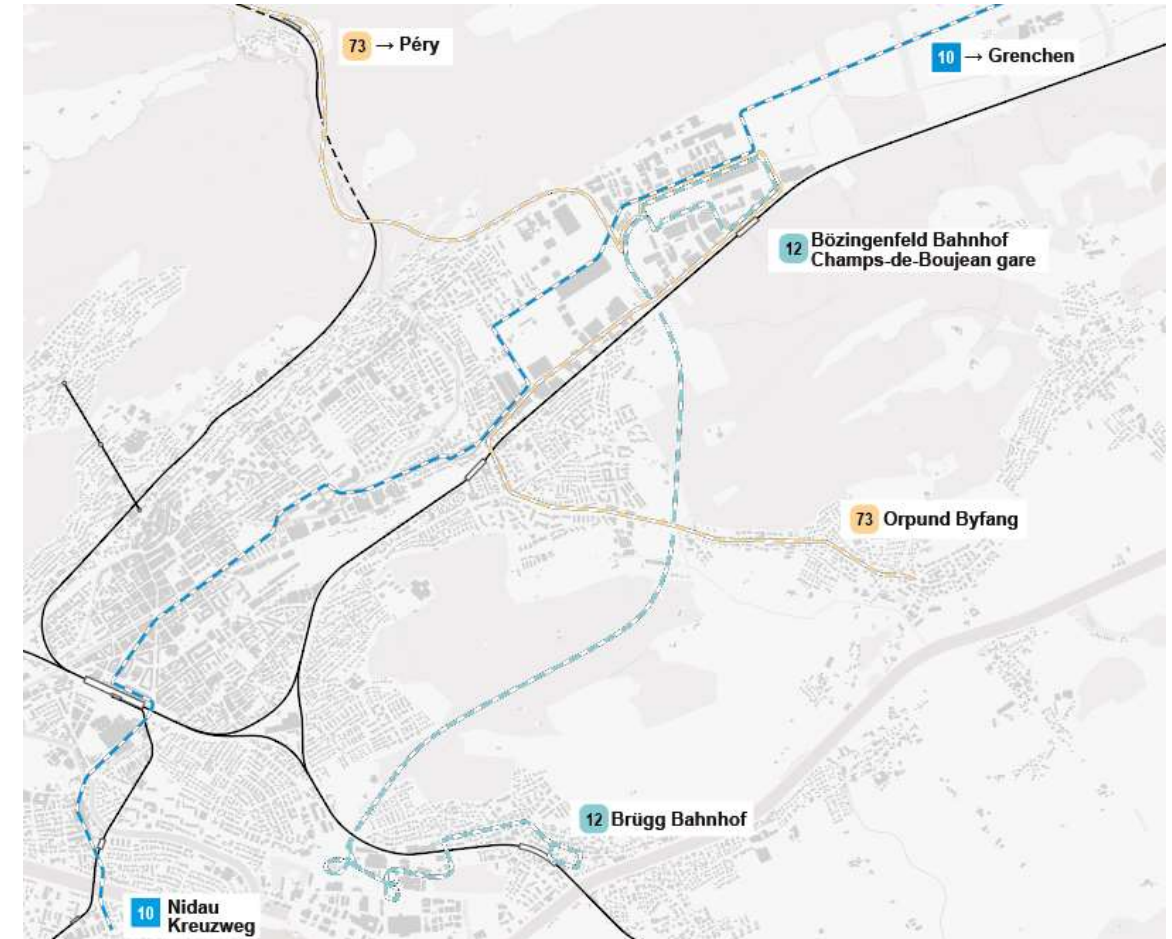 73 → Péry
10 → Grenchen
12 Bözingenfeld Bahnhof
Champs-de-Boujean gare
73 Orpund Byfang
12 Brügg Bahnhof
10 Nidau
Kreuzweg